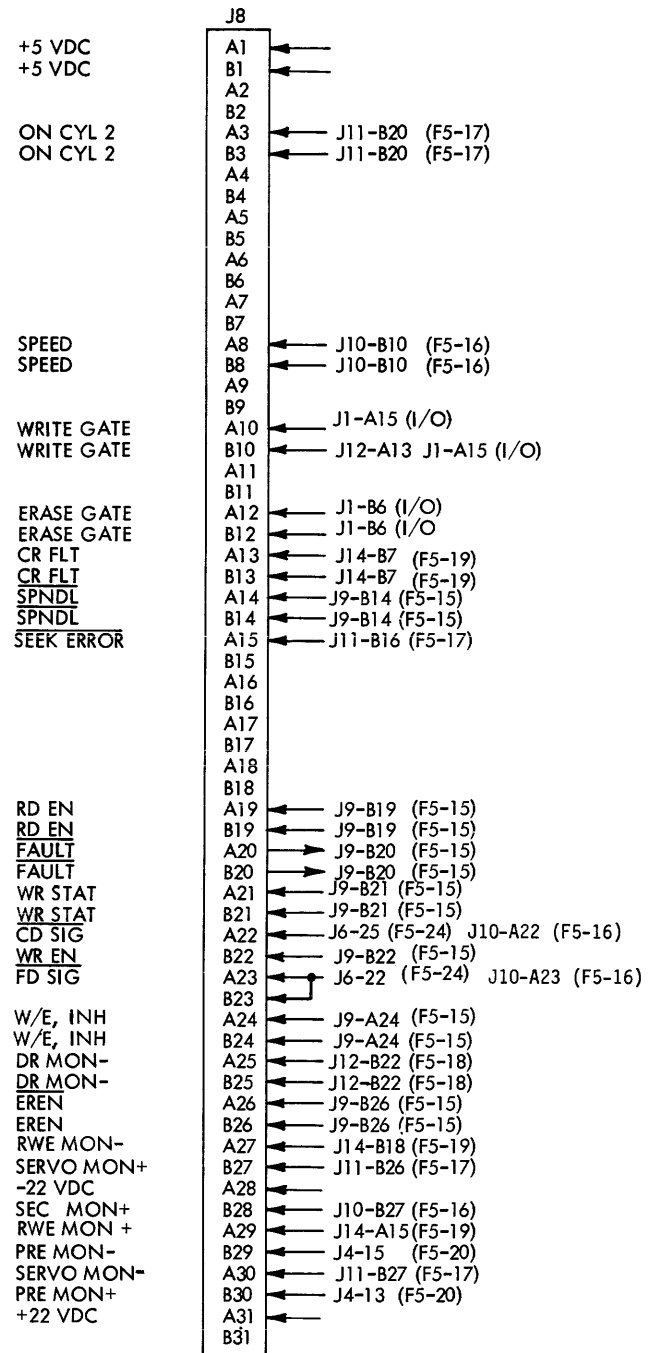 J8
+5 VDC A1
+5 VDC B1
A2
B2
ON CYL 2 A3 J11-B20 (F5-17)
ON CYL 2 B3 J11-B20 (F5-17)
A4
B4
A5
B5
A6
B6
A7
B7
SPEED A8 J10-B10 (F5-16)
SPEED B8 J10-B10 (F5-16)
A9
B9
WRITE GATE A10 J1-A15 (I/O)
WRITE GATE B10 J12-A13 J1-A15 (I/O)
A11
B11
ERASE GATE A12 J1-B6 (I/O)
ERASE GATE B12 J1-B6 (I/O
CR FLT A13 J14-B7 (F5-19)
CR FLT B13 J14-B7 (F5-19)
SPNDL A14 J9-B14 (F5-15)
SPNDL B14 J9-B14 (F5-15)
SEEK ERROR A15 J11-B16 (F5-17)
B15
A16
B16
A17
B17
A18
B18
RD EN A19 J9-B19 (F5-15)
RD EN B19 J9-B19 (F5-15)
FAULT A20 J9-B20 (F5-15)
FAULT B20 J9-B20 (F5-15)
WR STAT A21 J9-B21 (F5-15)
WR STAT B21 J9-B21 (F5-15)
CD SIG A22 J6-25 (F5-24) J10-A22 (F5-16)
WR EN B22 J9-B22 (F5-15)
FD SIG A23 J6-22 (F5-24) J10-A23 (F5-16)
B23
W/E, INH A24 J9-A24 (F5-15)
W/E, INH B24 J9-A24 (F5-15)
DR MON- A25 J12-B22 (F5-18)
DR MON- B25 J12-B22 (F5-18)
EREN A26 J9-B26 (F5-15)
EREN B26 J9-B26 (F5-15)
RWE MON- A27 J14-B18 (F5-19)
SERVO MON+ B27 J11-B26 (F5-17)
-22 VDC A28
SEC MON+ B28 J10-B27 (F5-16)
RWE MON + A29 J14-A15(F5-19)
PRE MON- B29 J4-15 (F5-20)
SERVO MON- A30 J11-B27 (F5-17)
PRE MON+ B30 J4-13 (F5-20)
+22 VDC A31
B31